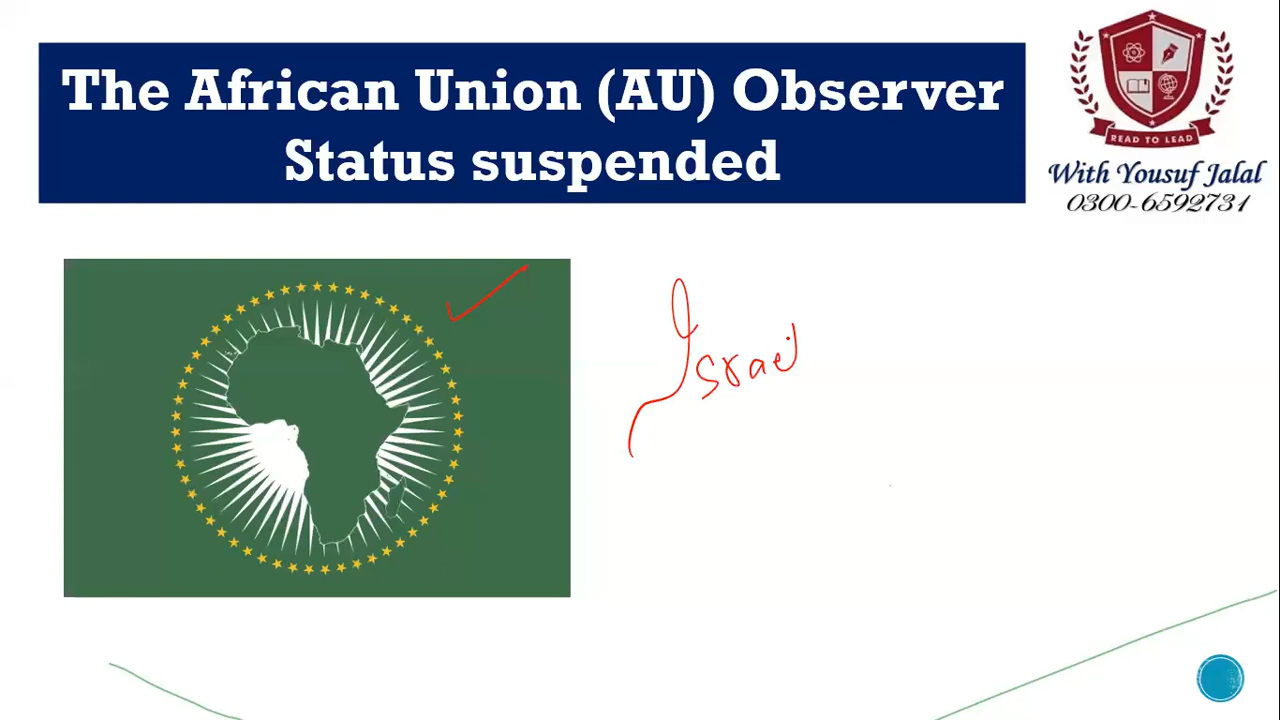 The African Union (AU) Observer
Status suspended
READ TO LEAD
With Yousuf Jalal
0300-6592731
Israel